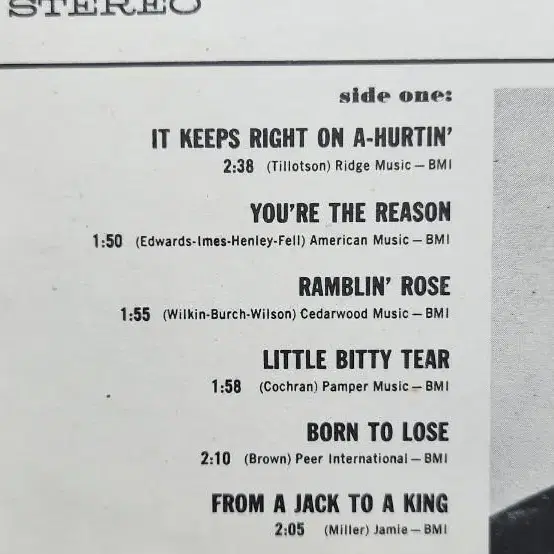 STEREO
side one:
IT KEEPS RIGHT ON A-HURTIN'
2:38 (Tillotson) Ridge Music — BMI
YOU'RE THE REASON
1:50 (Edwards-Imes-Henley-Fell) American Music — BMI
RAMBLIN' ROSE
1:55 (Wilkin-Burch-Wilson) Cedarwood Music — BMI
LITTLE BITTY TEAR
1:58 (Cochran) Pamper Music — BMI
BORN TO LOSE
2:10 (Brown) Peer International — BMI
FROM A JACK TO A KING
2:05 (Miller) Jamie — BMI